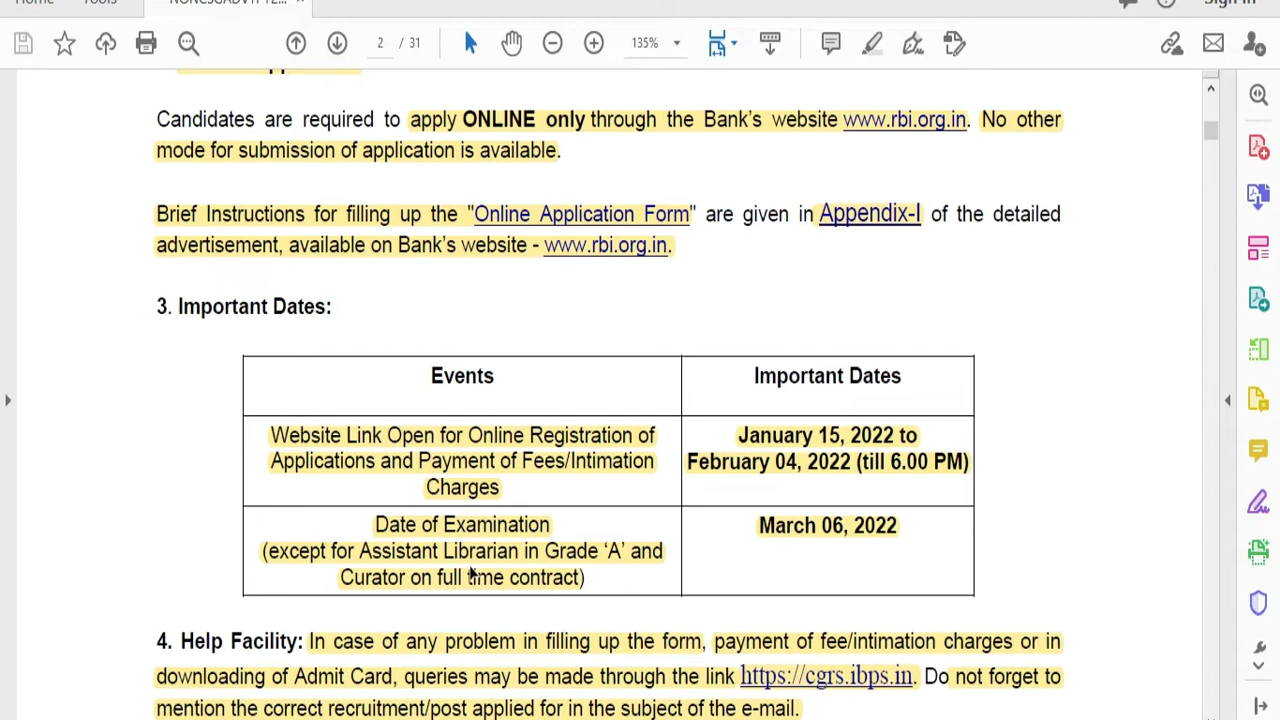 2 / 31
135%
Candidates are required to apply ONLINE only through the Bank's website www.rbi.org.in. No other
mode for submission of application is available.
Brief Instructions for filling up the "Online Application Form" are given in Appendix-I of the detailed
advertisement, available on Bank's website - www.rbi.org.in.
3. Important Dates:
Events
Important Dates
Website Link Open for Online Registration of
Applications and Payment of Fees/Intimation
Charges
January 15, 2022 to
February 04, 2022 (till 6.00 PM)
Date of Examination
(except for Assistant Librarian in Grade ‘A’ and
Curator on full time contract)
March 06, 2022
4. Help Facility: In case of any problem in filling up the form, payment of fee/intimation charges or in
downloading of Admit Card, queries may be made through the link https://cgrs.ibps.in. Do not forget to
mention the correct recruitment/post applied for in the subject of the e-mail.